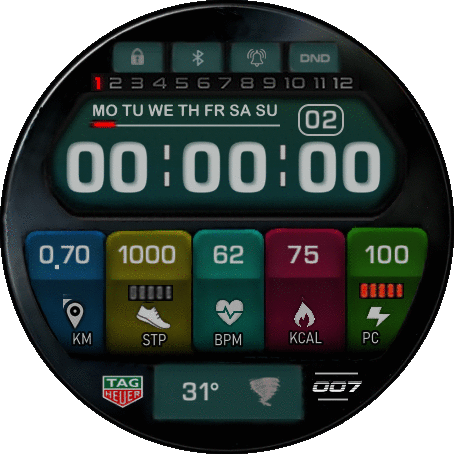 DND
1 2 3 4 5 6 7 8 9 10 11 12
MO TU WE TH FR SA SU
02
00:00:00
0.70 1000 62 75 100
KM STP BPM KCAL PC
TAG
HEUER
31°
007